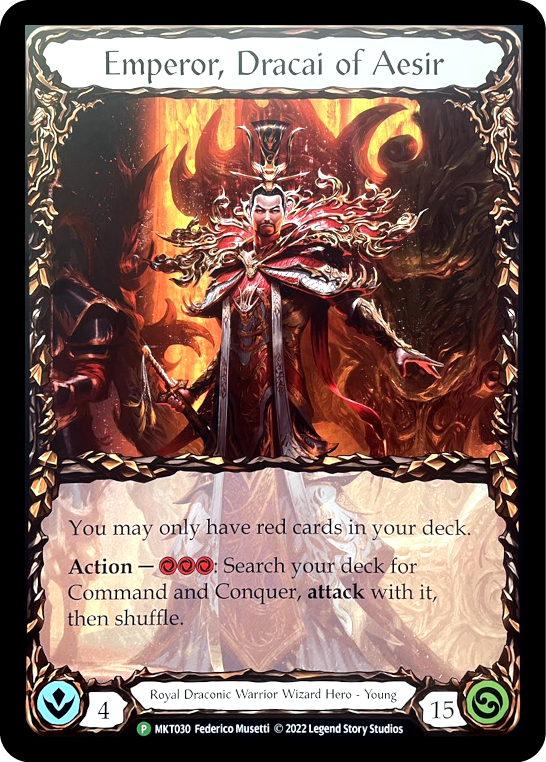 Emperor, Dracai of Aesir
You may only have red cards in your deck.
Action — : Search your deck for
Command and Conquer, attack with it,
then shuffle.
Royal Draconic Warrior Wizard Hero - Young
4
15
P MKT030 Federico Musetti © 2022 Legend Story Studios